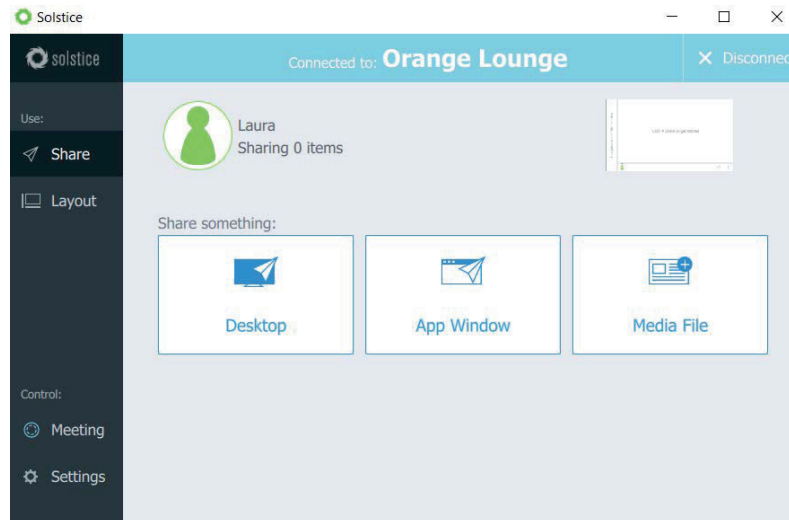 Solstice
solstice
Connected to: Orange Lounge
Disconnec
Use:
Share
Layout
Laura
Sharing 0 items
Share something:
Desktop
App Window
Media File
Control:
Meeting
Settings